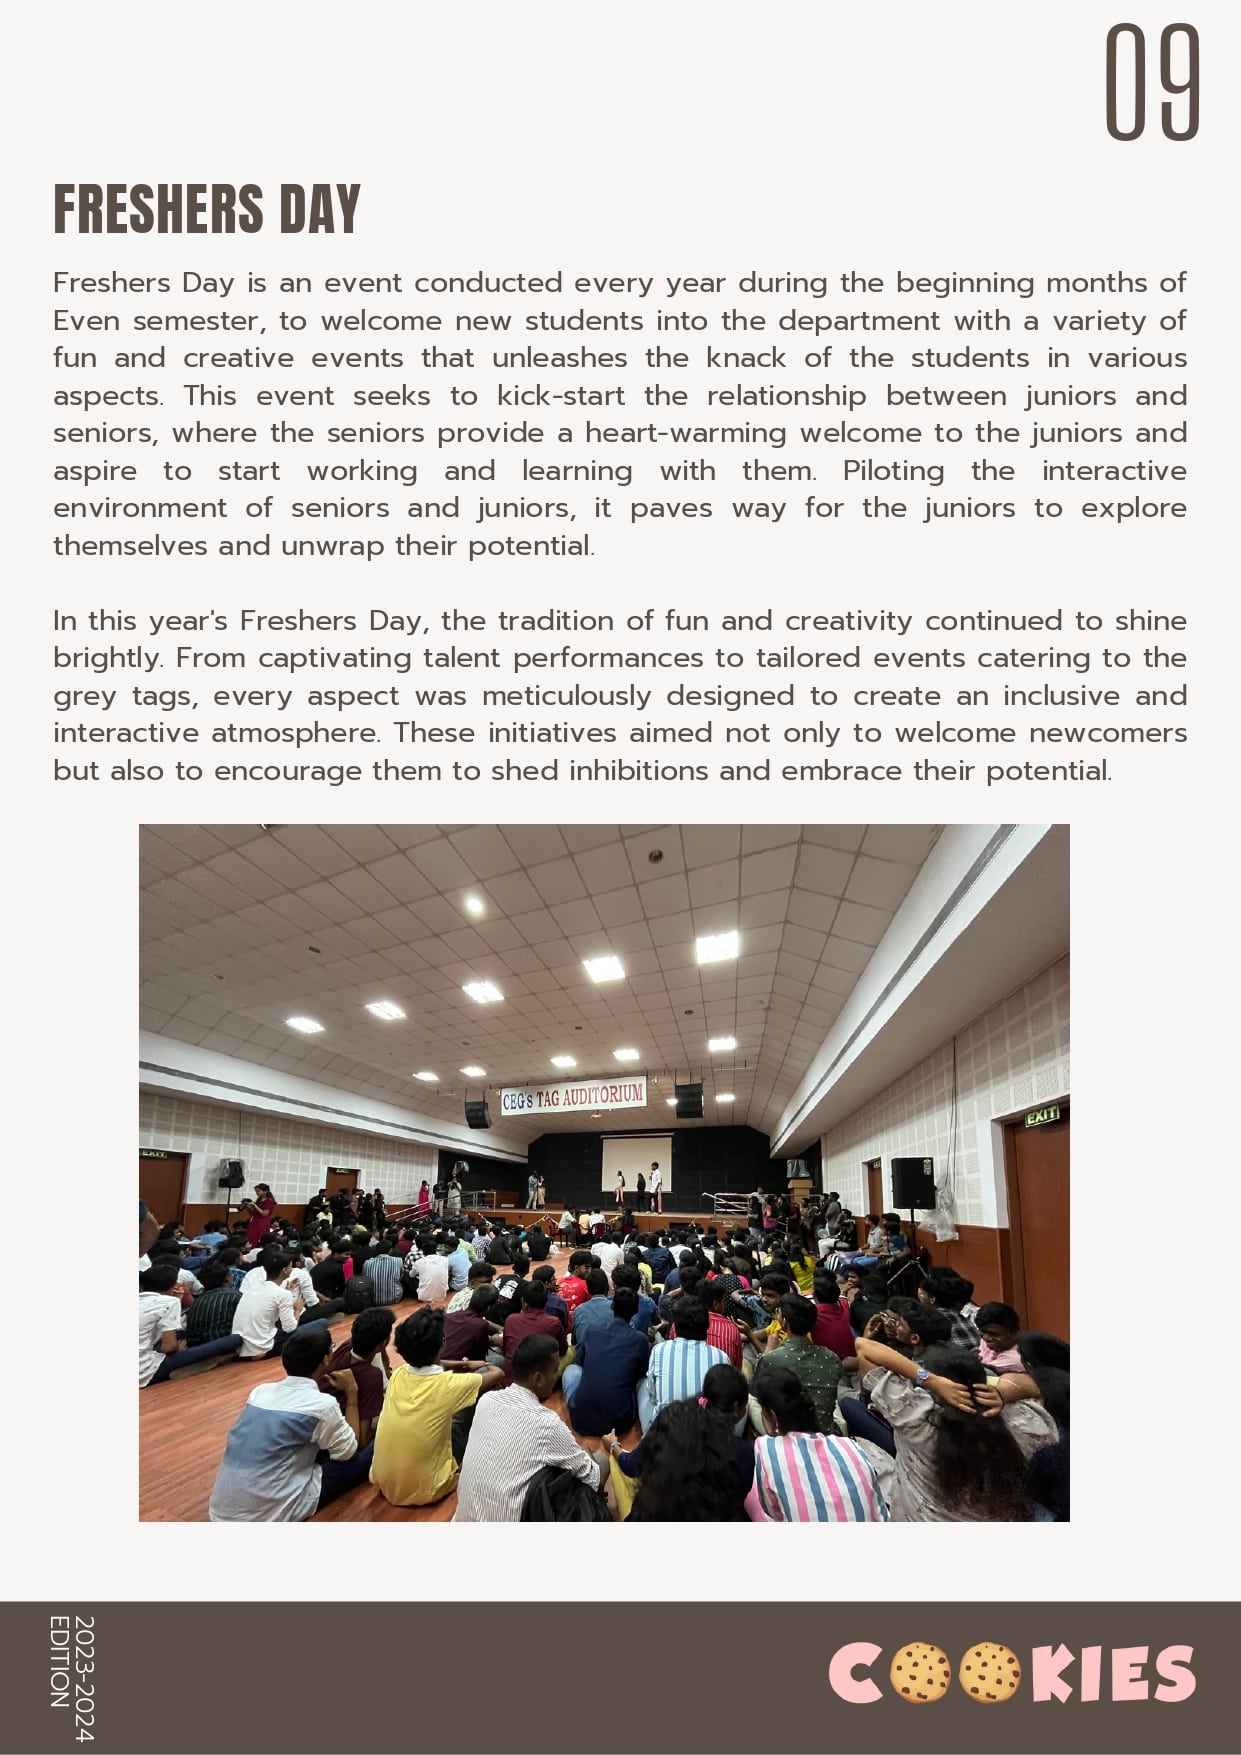 09
FRESHERS DAY
Freshers Day is an event conducted every year during the beginning months of
Even semester, to welcome new students into the department with a variety of
fun and creative events that unleashes the knack of the students in various
aspects. This event seeks to kick-start the relationship between juniors and
seniors, where the seniors provide a heart-warming welcome to the juniors and
aspire to start working and learning with them. Piloting the interactive
environment of seniors and juniors, it paves way for the juniors to explore
themselves and unwrap their potential.
In this year's Freshers Day, the tradition of fun and creativity continued to shine
brightly. From captivating talent performances to tailored events catering to the
grey tags, every aspect was meticulously designed to create an inclusive and
interactive atmosphere. These initiatives aimed not only to welcome newcomers
but also to encourage them to shed inhibitions and embrace their potential.
CEG's TAG AUDITORIUM
EXIT
EXIT
2023-2024
EDITION
COOKIES